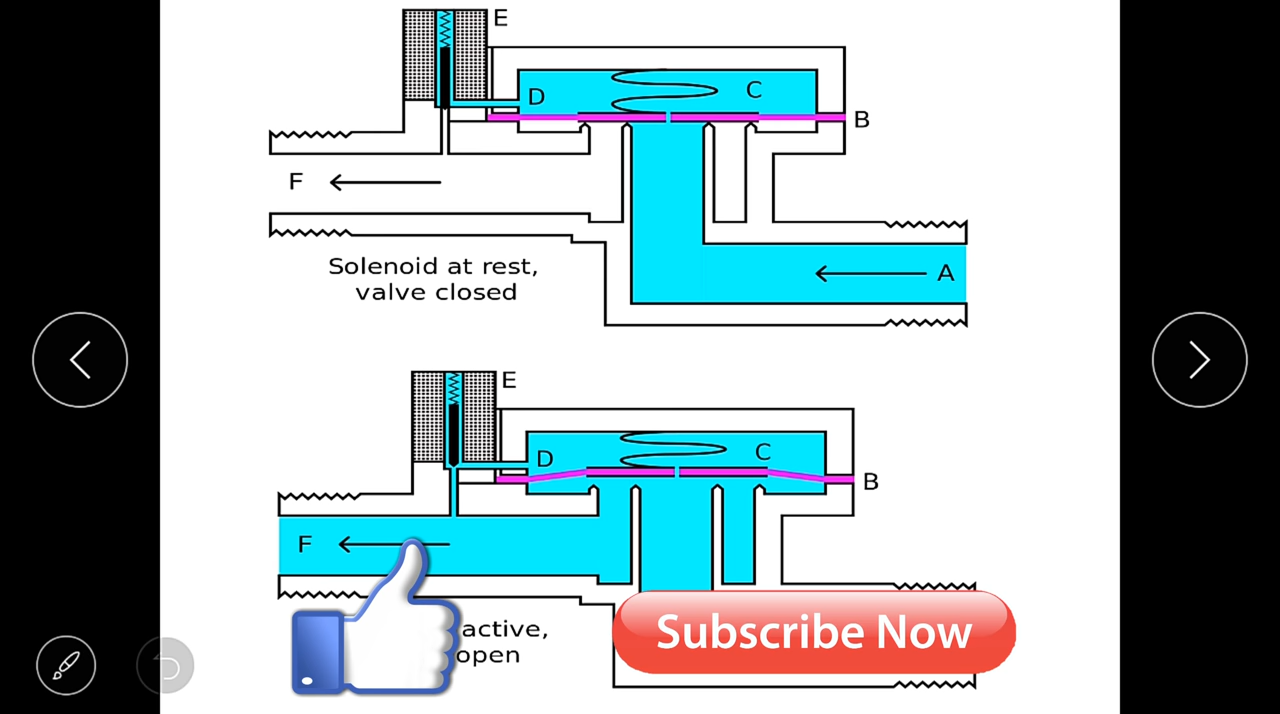 E
D
C
B
F
A
Solenoid at rest,
valve closed
E
D
C
B
F
active,
open
Subscribe Now